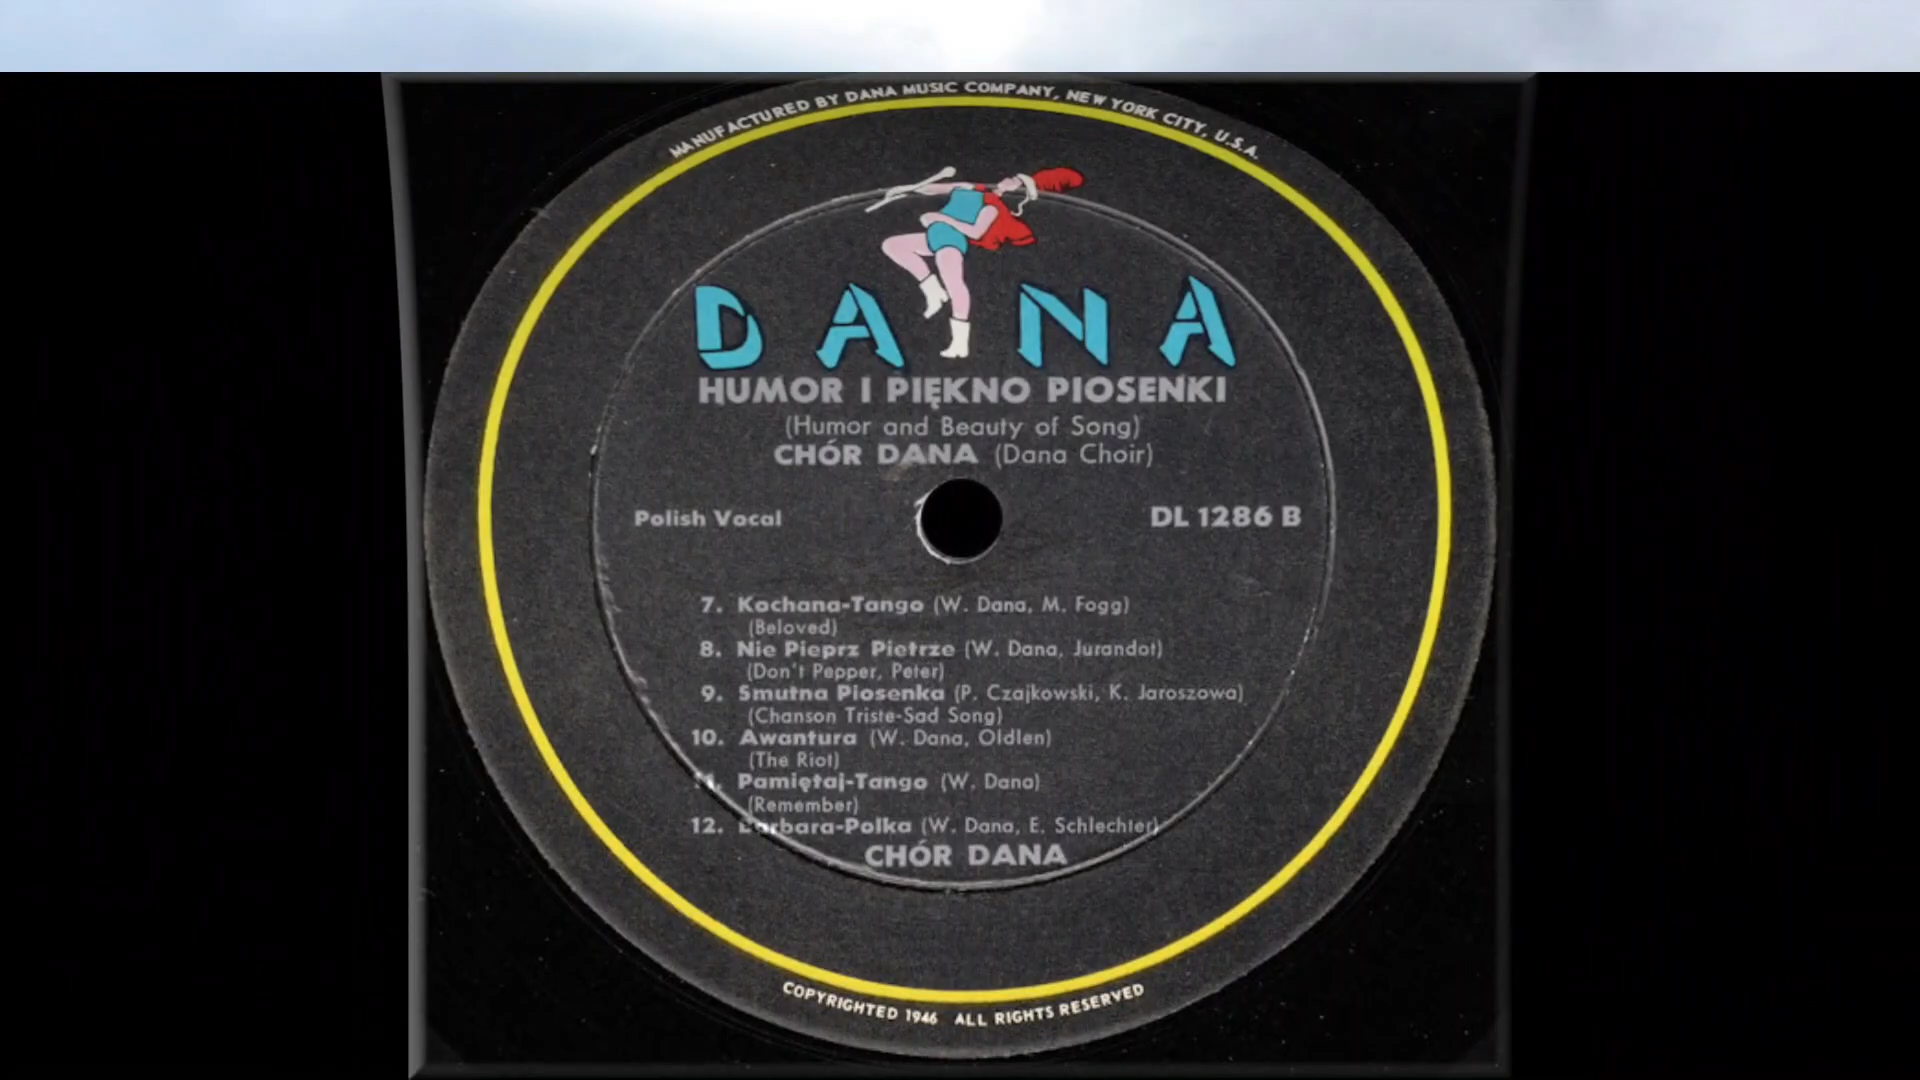 MANUFACTURED BY DANA MUSIC COMPANY, NEW YORK CITY, U.S.A.
DANA
HUMOR I PIĘKNO PIOSENKI
(Humor and Beauty of Song)
CHÓR DANA (Dana Choir)
Polish Vocal DL 1286 B
7. Kochana-Tango (W. Dana, M. Fogg)
(Beloved)
8. Nie Pieprz Pietrze (W. Dana, Jurandot)
(Don't Pepper, Peter)
9. Smutna Piosenka (P. Czajkowski, K. Jaroszowa)
(Chanson Triste-Sad Song)
10. Awantura (W. Dana, Oldlen)
(The Riot)
11. Pamiętaj-Tango (W. Dana)
(Remember)
12. Barbara-Polka (W. Dana, E. Schlechter)
CHÓR DANA
COPYRIGHTED 1946 ALL RIGHTS RESERVED